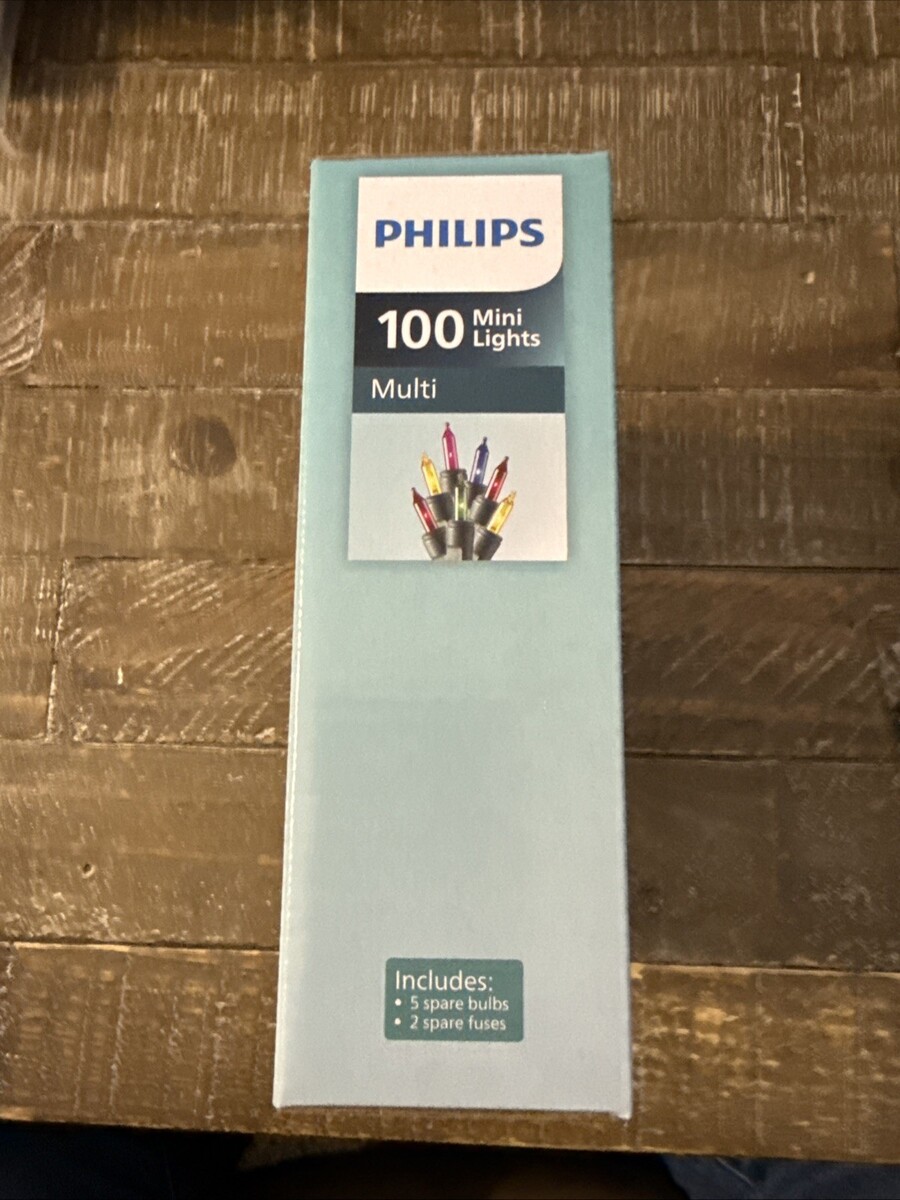 PHILIPS
100 Mini
Lights
Multi
Includes:
• 5 spare bulbs
• 2 spare fuses